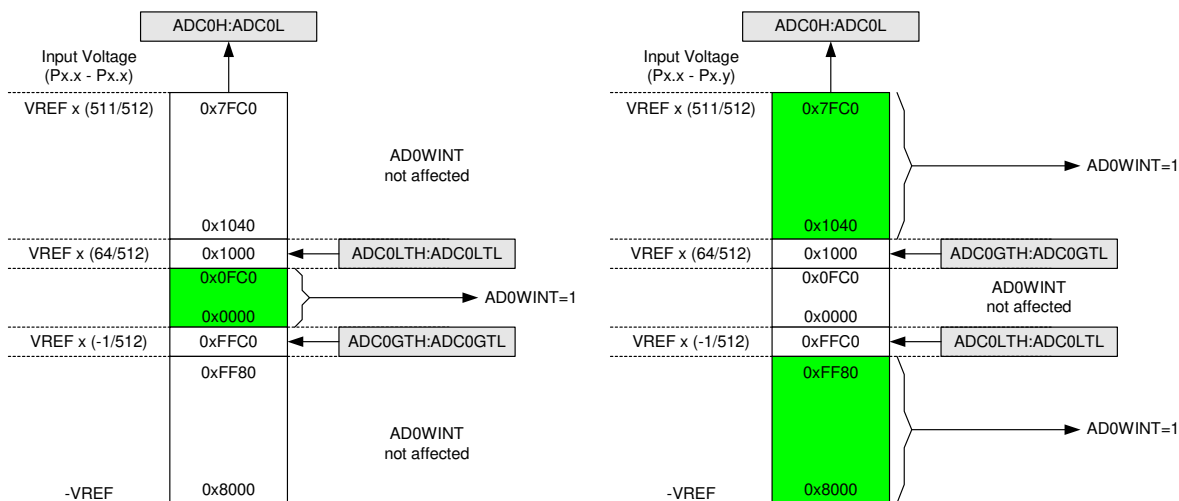 ADC0H:ADC0L
Input Voltage
(Px.x - Px.x)
VREF x (511/512)
0x7FC0
AD0WINT
not affected
0x1040
VREF x (64/512)
0x1000
ADC0LTH:ADC0LTL
0x0FC0
AD0WINT=1
0x0000
VREF x (-1/512)
0xFFC0
ADC0GTH:ADC0GTL
0xFF80
AD0WINT
not affected
-VREF
0x8000
ADC0H:ADC0L
Input Voltage
(Px.x - Px.y)
VREF x (511/512)
0x7FC0
AD0WINT=1
0x1040
VREF x (64/512)
0x1000
ADC0GTH:ADC0GTL
0x0FC0
AD0WINT
not affected
0x0000
VREF x (-1/512)
0xFFC0
ADC0LTH:ADC0LTL
0xFF80
AD0WINT=1
-VREF
0x8000